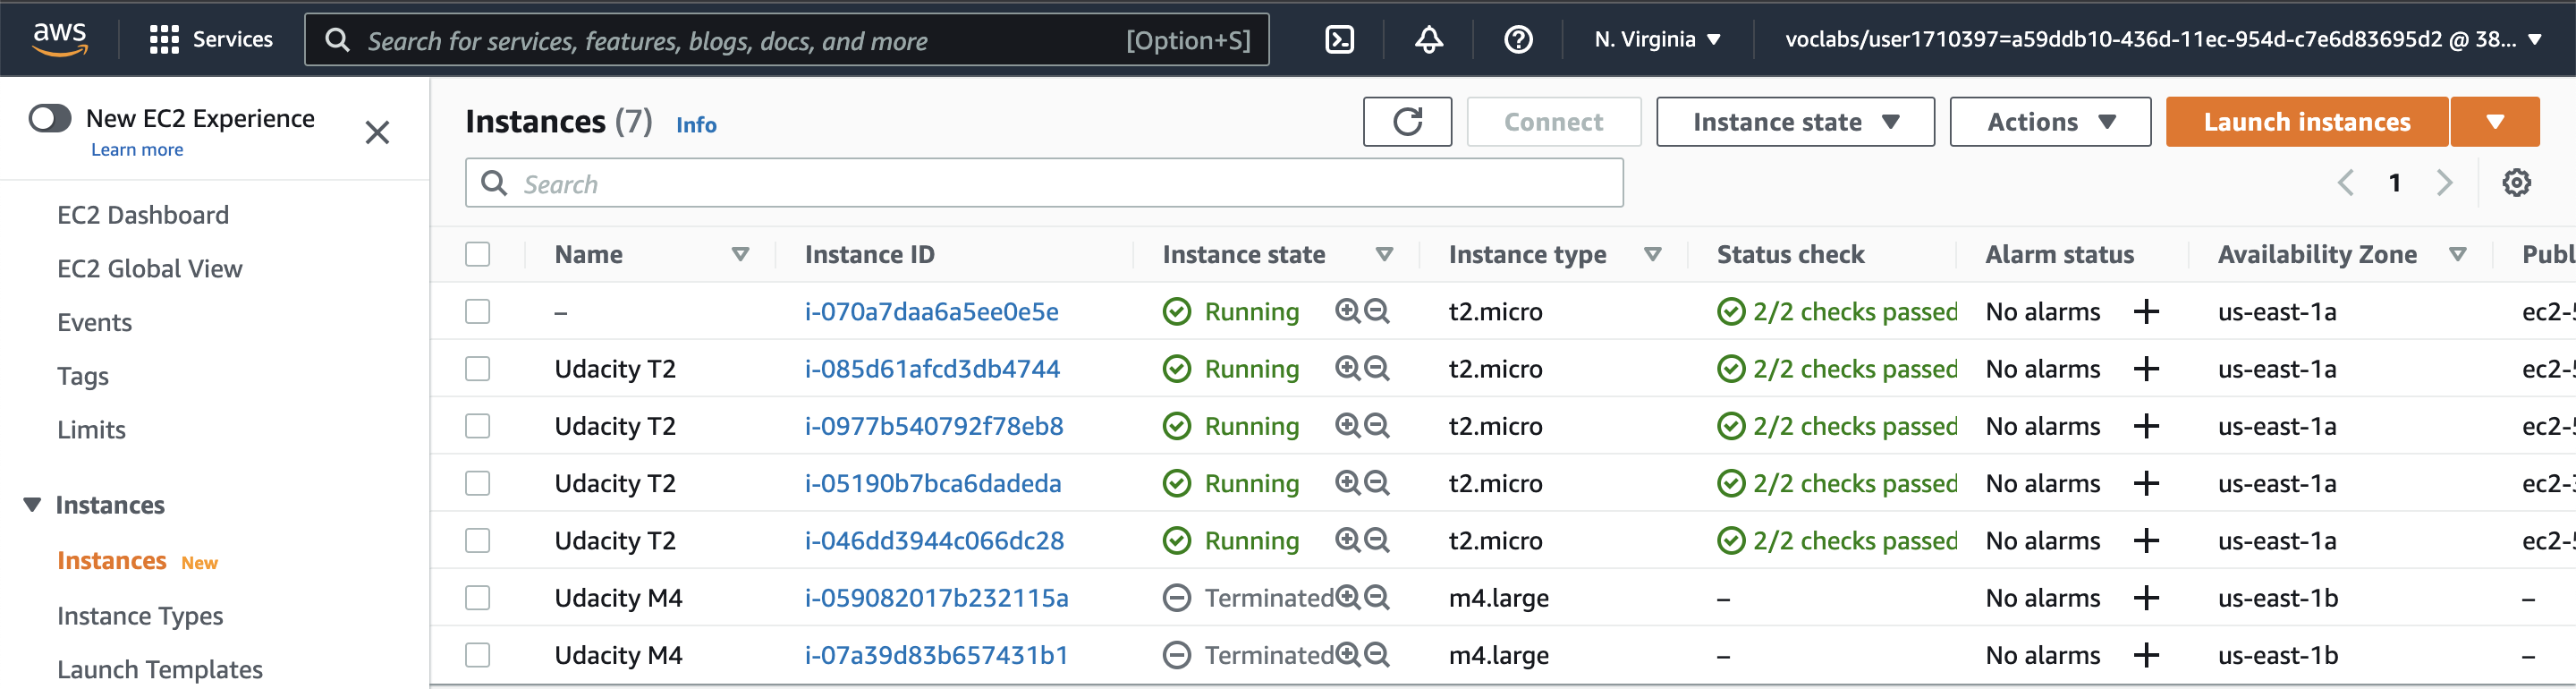 aws Services Search for services, features, blogs, docs, and more [Option+S] N. Virginia voclabs/user1710397=a59ddb10-436d-11ec-954d-c7e6d83695d2 @ 38...
New EC2 Experience
Learn more
EC2 Dashboard
EC2 Global View
Events
Tags
Limits
Instances
Instances New
Instance Types
Launch Templates
Instances (7) Info Connect Instance state Actions Launch instances
Search 1
Name Instance ID Instance state Instance type Status check Alarm status Availability Zone Publ
– i-070a7daa6a5ee0e5e Running t2.micro 2/2 checks passed No alarms + us-east-1a ec2-5
Udacity T2 i-085d61afcd3db4744 Running t2.micro 2/2 checks passed No alarms + us-east-1a ec2-5
Udacity T2 i-0977b540792f78eb8 Running t2.micro 2/2 checks passed No alarms + us-east-1a ec2-5
Udacity T2 i-05190b7bca6dadeda Running t2.micro 2/2 checks passed No alarms + us-east-1a ec2-3
Udacity T2 i-046dd3944c066dc28 Running t2.micro 2/2 checks passed No alarms + us-east-1a ec2-5
Udacity M4 i-059082017b232115a Terminated m4.large – No alarms + us-east-1b –
Udacity M4 i-07a39d83b657431b1 Terminated m4.large – No alarms + us-east-1b –